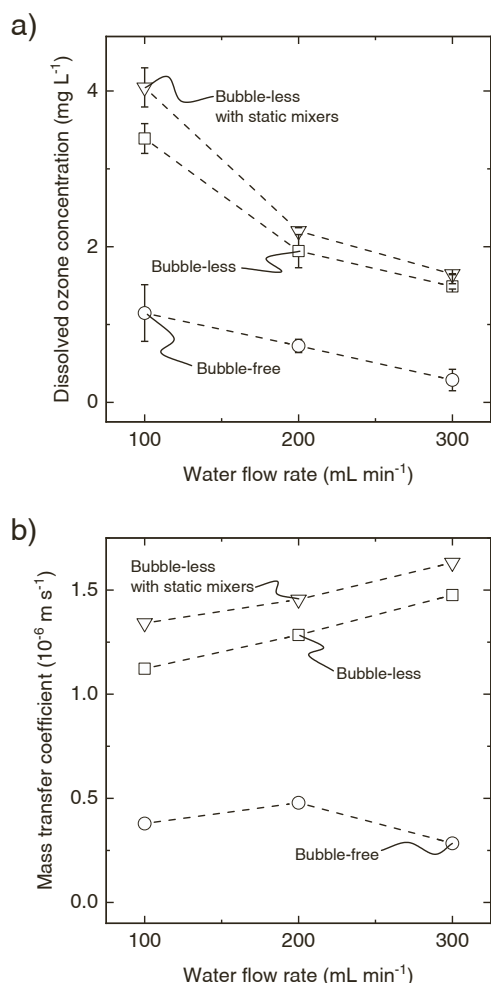 a)
Dissolved ozone concentration (mg L⁻¹)
4
2
0
Bubble-less
with static mixers
Bubble-less
Bubble-free
100
200
300
Water flow rate (mL min⁻¹)
b)
Mass transfer coefficient (10⁻⁶ m s⁻¹)
1.5
1.0
0.5
0.0
Bubble-less
with static mixers
Bubble-less
Bubble-free
100
200
300
Water flow rate (mL min⁻¹)